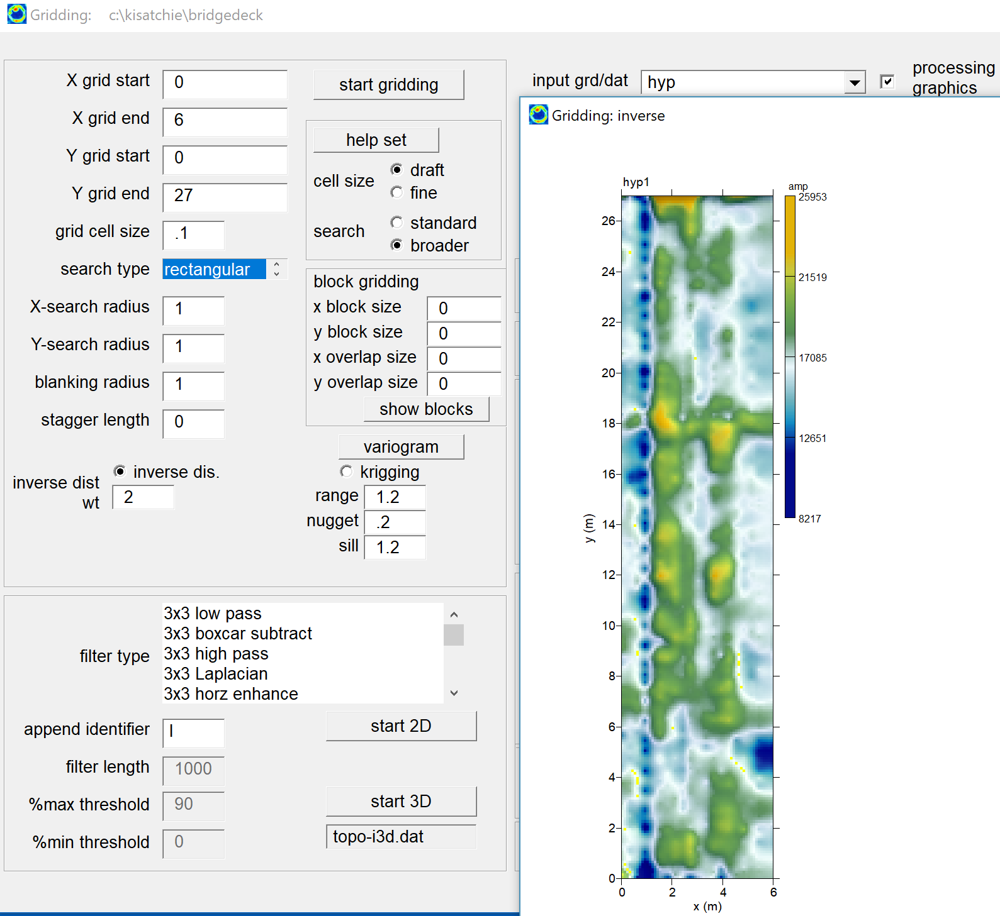 Gridding:    c:\kisatchie\bridgedeck
X grid start 0
X grid end 6
Y grid start 0
Y grid end 27
grid cell size .1
search type rectangular
X-search radius 1
Y-search radius 1
blanking radius 1
stagger length 0
inverse dis.
inverse dist
wt 2
start gridding
help set
cell size
draft
fine
search
standard
broader
block gridding
x block size 0
y block size 0
x overlap size 0
y overlap size 0
show blocks
variogram
krigging
range 1.2
nugget .2
sill 1.2
filter type
3x3 low pass
3x3 boxcar subtract
3x3 high pass
3x3 Laplacian
3x3 horz enhance
append identifier
filter length 1000
%max threshold 90
%min threshold 0
start 2D
start 3D
topo-i3d.dat
input grd/dat hyp
processing
graphics
Gridding: inverse
hyp1
amp
25953
21519
17085
12651
8217
26
24
22
20
18
16
14
12
10
8
6
4
2
0
y (m)
0 2 4 6
x (m)